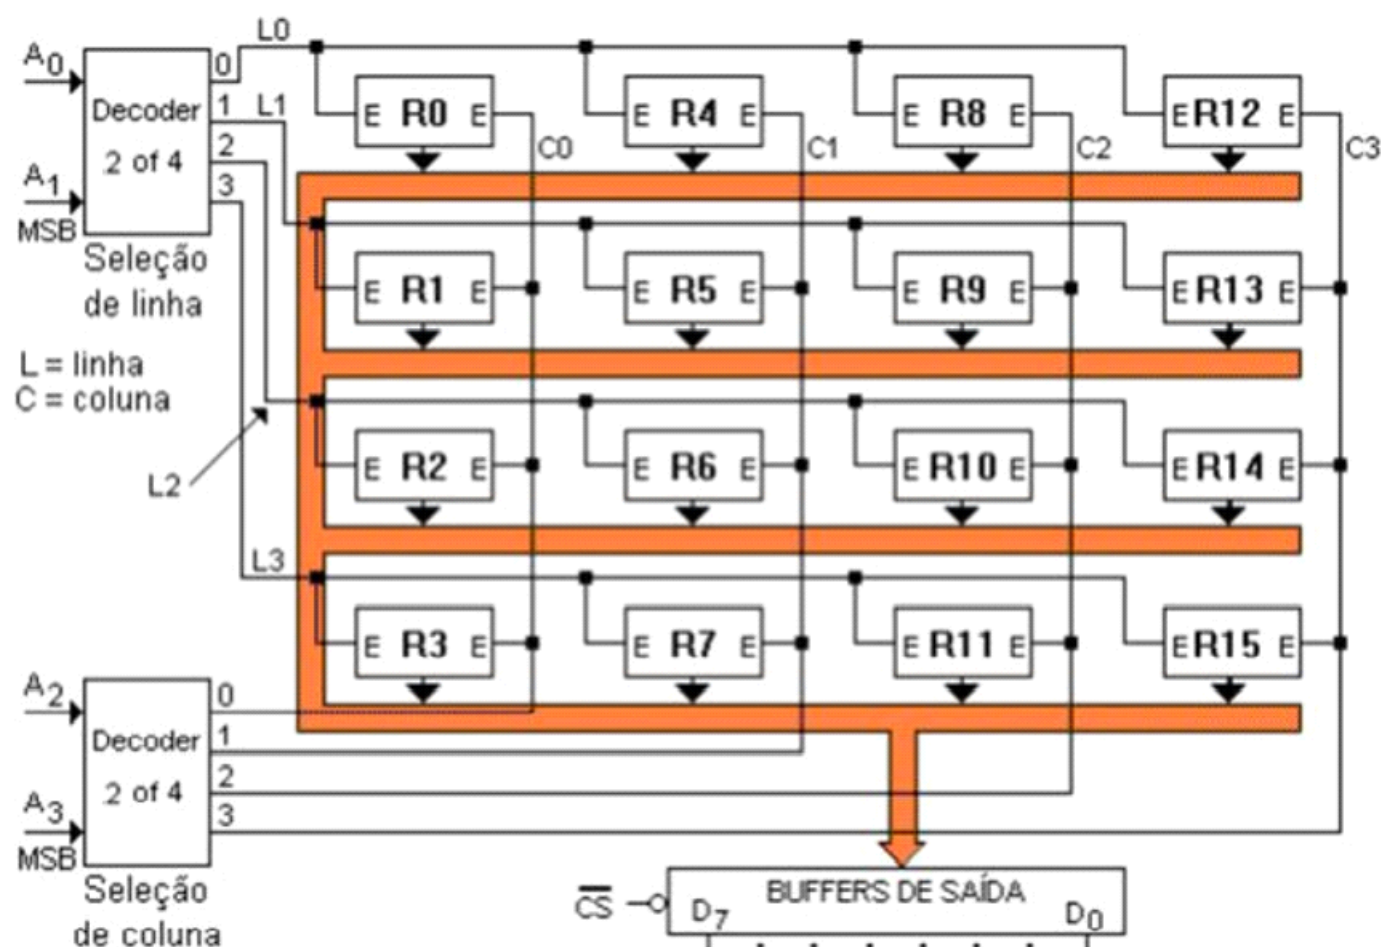 L0
A0
0
Decoder
1
L1
E R0 E
E R4 E
E R8 E
E R12 E
2 of 4
2
C0
C1
C2
C3
A1
3
MSB
Seleção
de linha
E R1 E
E R5 E
E R9 E
E R13 E
L = linha
C = coluna
L2
E R2 E
E R6 E
E R10 E
E R14 E
L3
E R3 E
E R7 E
E R11 E
E R15 E
A2
0
Decoder
1
2 of 4
2
A3
3
MSB
Seleção
de coluna
CS
BUFFERS DE SAÍDA
D7
D0